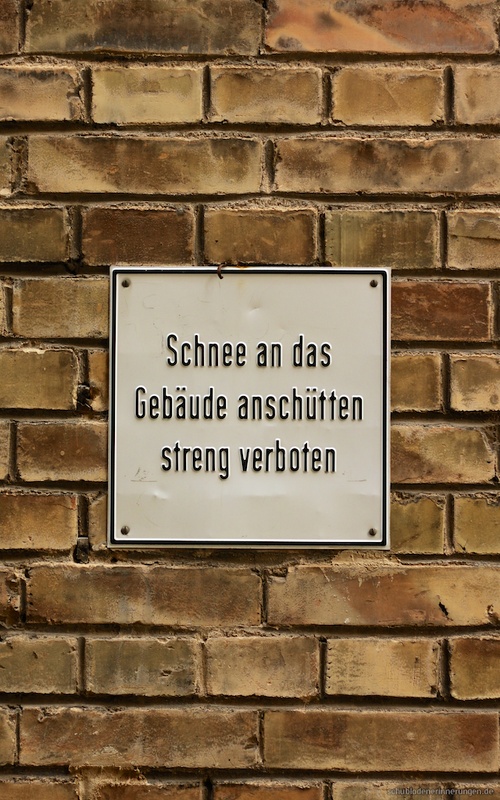 Schnee an das
Gebäude anschütten
streng verboten
schubladenerinnerungen.de